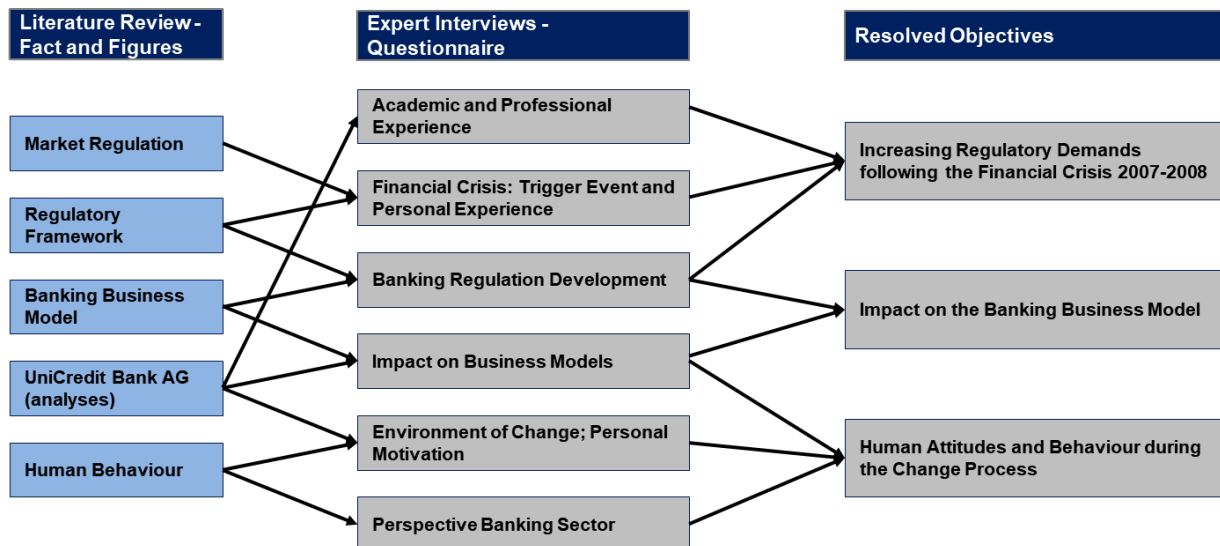 Literature Review -
Fact and Figures
Expert Interviews -
Questionnaire
Resolved Objectives
Market Regulation
Regulatory
Framework
Banking Business
Model
UniCredit Bank AG
(analyses)
Human Behaviour
Academic and Professional
Experience
Financial Crisis: Trigger Event and
Personal Experience
Banking Regulation Development
Impact on Business Models
Environment of Change; Personal
Motivation
Perspective Banking Sector
Increasing Regulatory Demands
following the Financial Crisis 2007-2008
Impact on the Banking Business Model
Human Attitudes and Behaviour during
the Change Process